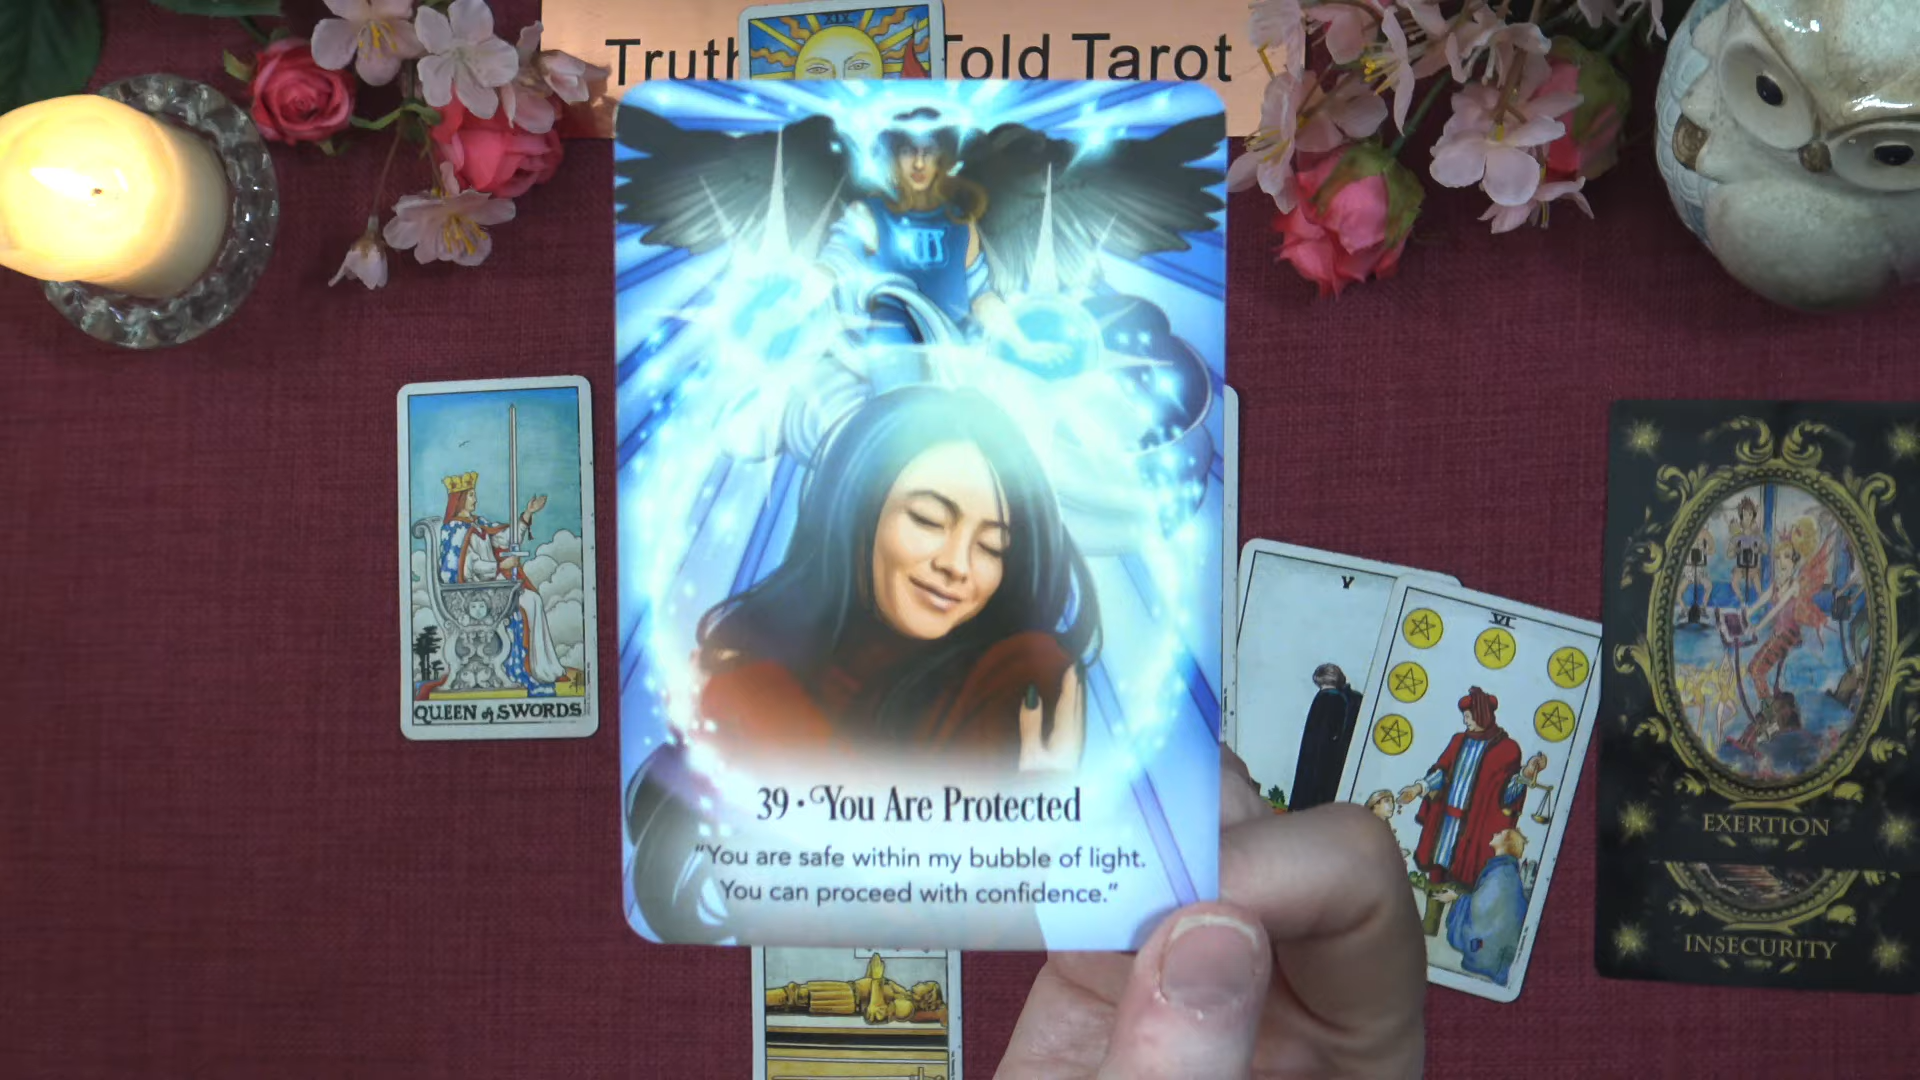 XIX
Truth Told Tarot
QUEEN of SWORDS
39 • You Are Protected
"You are safe within my bubble of light.
You can proceed with confidence."
V
VI
EXERTION
INSECURITY